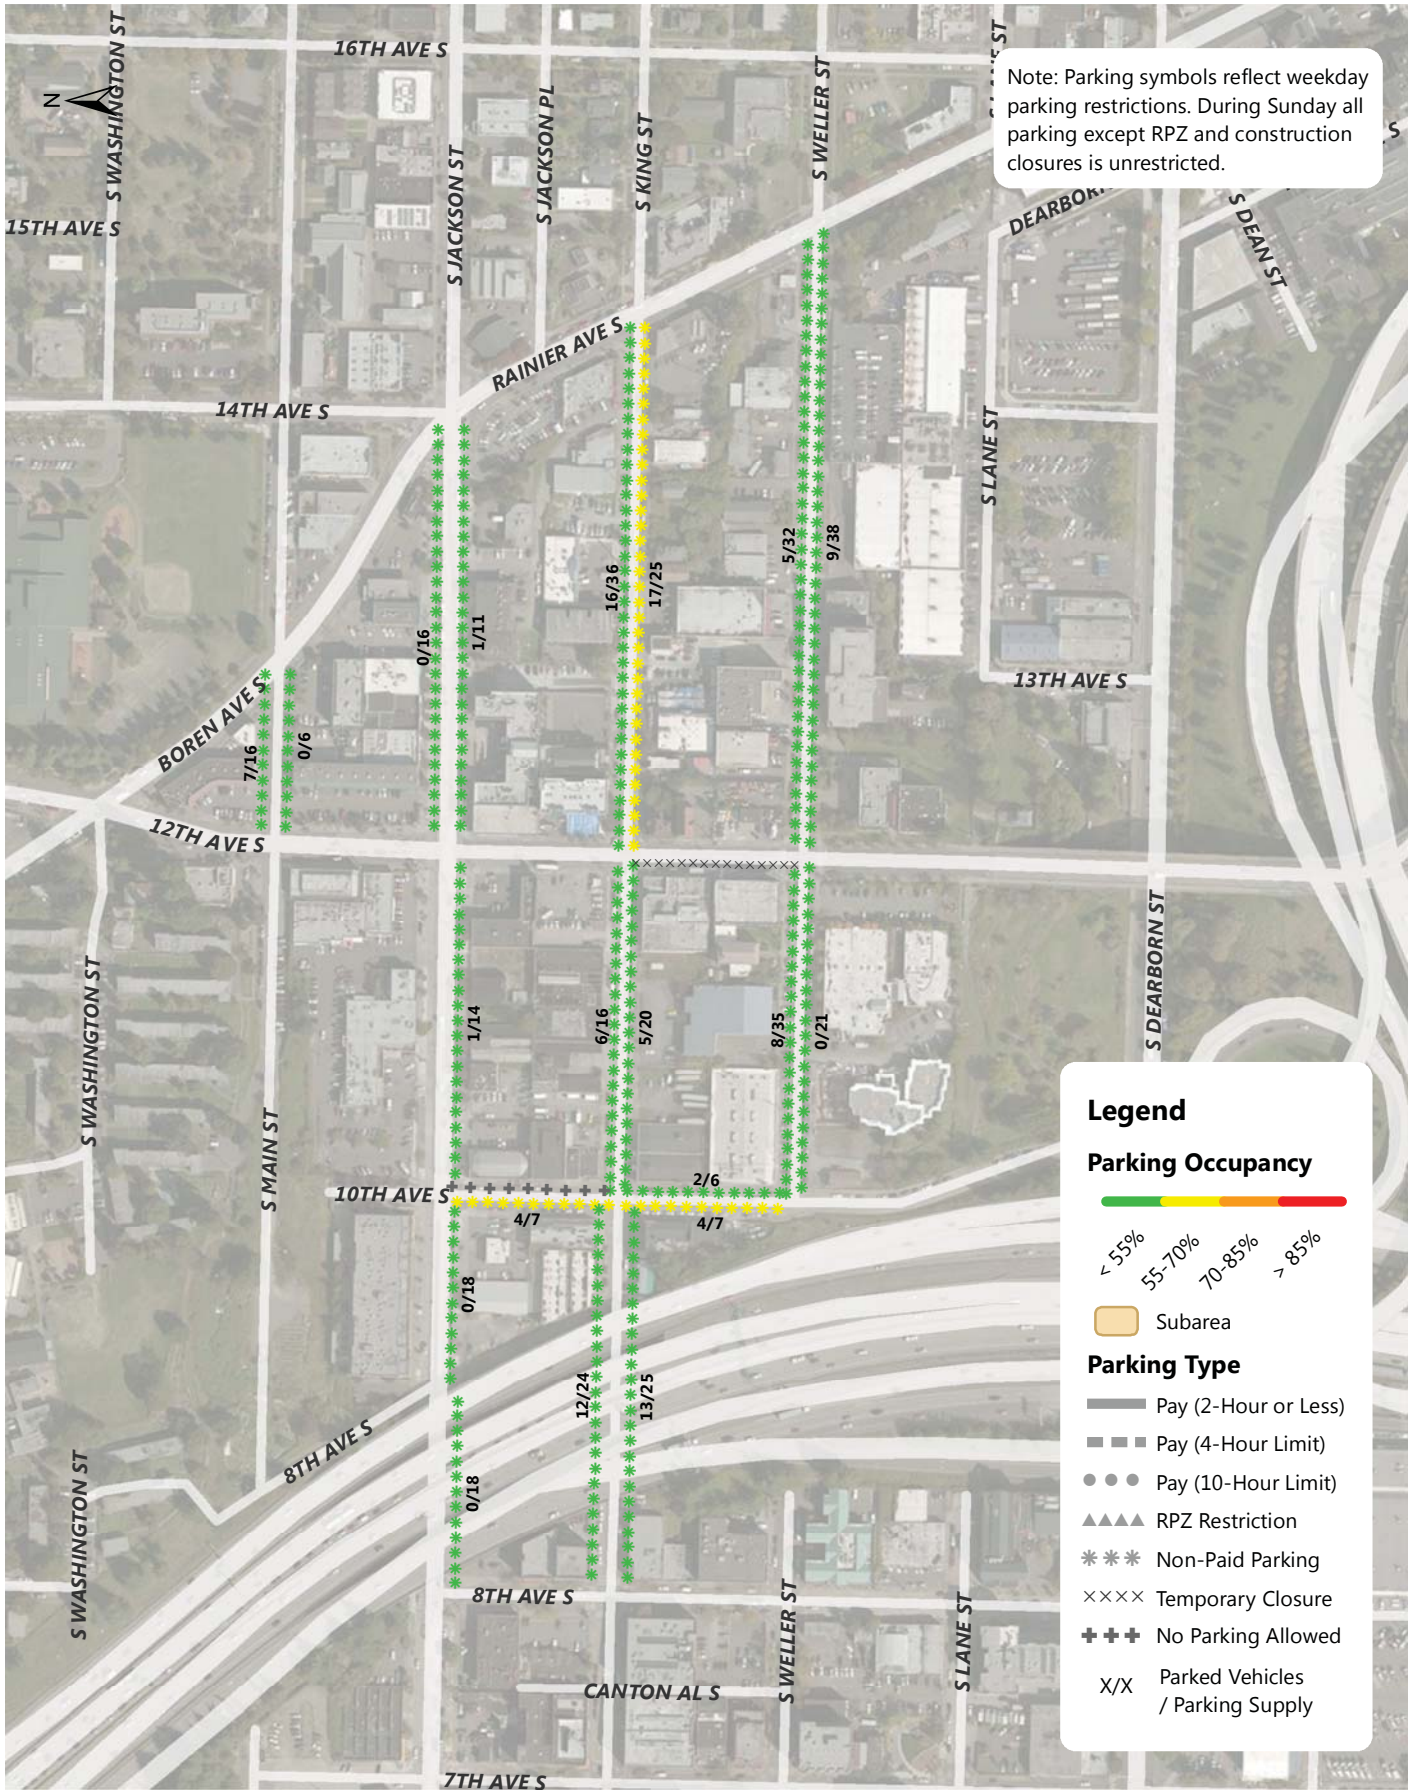 16TH AVE S
S WASHINGTON ST
N
S JACKSON ST
S JACKSON PL
S KING ST
S WELLER ST
Note: Parking symbols reflect weekday
parking restrictions. During Sunday all
parking except RPZ and construction
closures is unrestricted.
15TH AVE S
S DEAN ST
RAINIER AVE S
14TH AVE S
S LANE ST
5/32
9/38
16/36
17/25
0/16
1/11
13TH AVE S
BOREN AVE S
7/16
0/6
12TH AVE S
S WASHINGTON ST
S DEARBORN ST
1/14
6/16
5/20
8/35
0/21
S MAIN ST
10TH AVE S
2/6
4/7
4/7
0/18
12/24
13/25
8TH AVE S
0/18
S WASHINGTON ST
8TH AVE S
S WELLER ST
S LANE ST
CANTON AL S
7TH AVE S
Legend
Parking Occupancy
< 55%
55-70%
70-85%
> 85%
Subarea
Parking Type
Pay (2-Hour or Less)
Pay (4-Hour Limit)
Pay (10-Hour Limit)
RPZ Restriction
Non-Paid Parking
Temporary Closure
No Parking Allowed
X/X
Parked Vehicles
/ Parking Supply